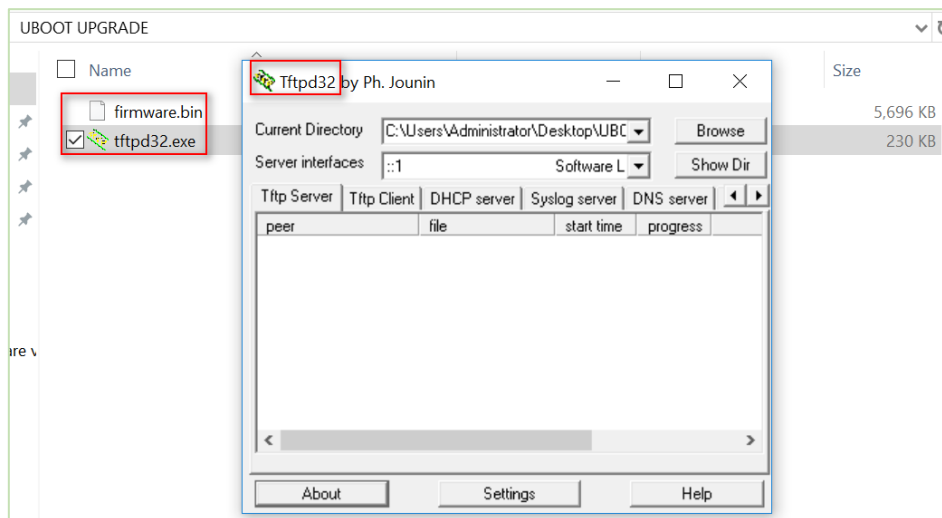 UBOOT UPGRADE
Name
Size
firmware.bin
5,696 KB
tftpd32.exe
230 KB
Tftpd32 by Ph. Jounin
Current Directory
C:\Users\Administrator\Desktop\UBC
Browse
Server interfaces
::1
Software L
Show Dir
Tftp Server
Tftp Client
DHCP server
Syslog server
DNS server
peer
file
start time
progress
About
Settings
Help